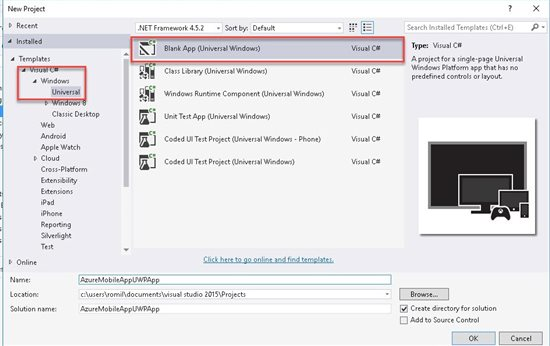 New Project
? ×
Recent
.NET Framework 4.5.2 Sort by: Default
Search Installed Templates (Ctrl+E)
Installed
Templates
Visual C#
Windows
Universal
Windows 8
Classic Desktop
Web
Android
Apple Watch
Cloud
Cross-Platform
Extensibility
Extensions
iPad
iPhone
Reporting
Silverlight
Test
Online
Blank App (Universal Windows) Visual C#
Class Library (Universal Windows) Visual C#
Windows Runtime Component (Universal Windows) Visual C#
Unit Test App (Universal Windows) Visual C#
Coded UI Test Project (Universal Windows - Phone) Visual C#
Coded UI Test Project (Universal Windows) Visual C#
Type: Visual C#
A project for a single-page Universal
Windows Platform app that has no
predefined controls or layout.
Click here to go online and find templates.
Name: AzureMobileAppUWPApp
Location: c:\users\romil\documents\visual studio 2015\Projects
Browse...
Solution name: AzureMobileAppUWPApp
Create directory for solution
Add to Source Control
OK Cancel